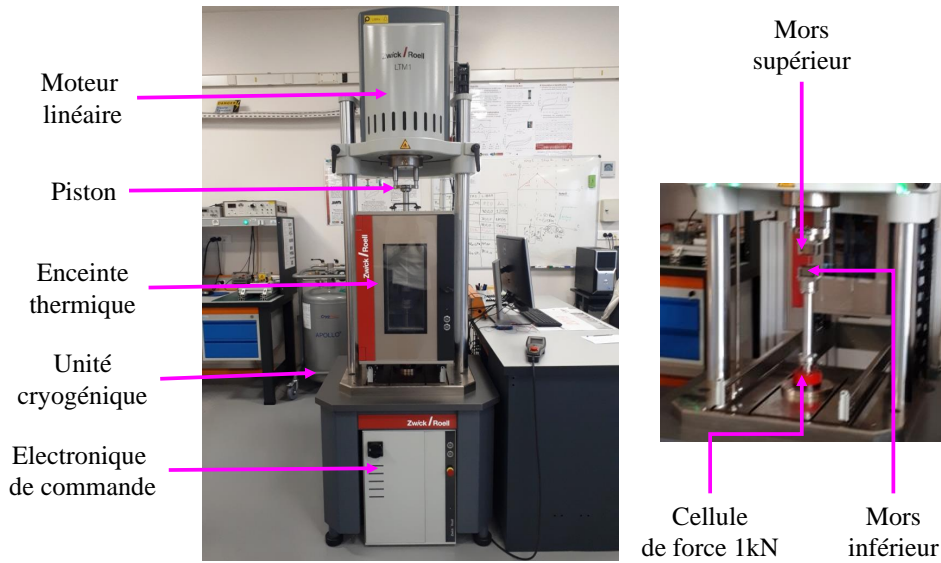 Moteur
linéaire
Piston
Enceinte
thermique
Unité
cryogénique
Electronique
de commande
Zwick / Roell
LTM1
Zwick / Roell
APOLLO
Zwick / Roell
Mors
supérieur
Cellule
de force 1kN
Mors
inférieur